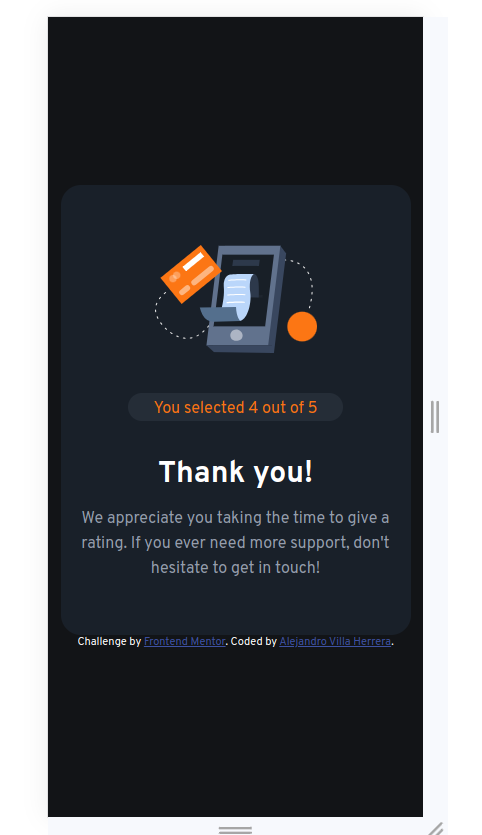 You selected 4 out of 5
Thank you!
We appreciate you taking the time to give a
rating. If you ever need more support, don't
hesitate to get in touch!
Challenge by Frontend Mentor. Coded by Alejandro Villa Herrera.